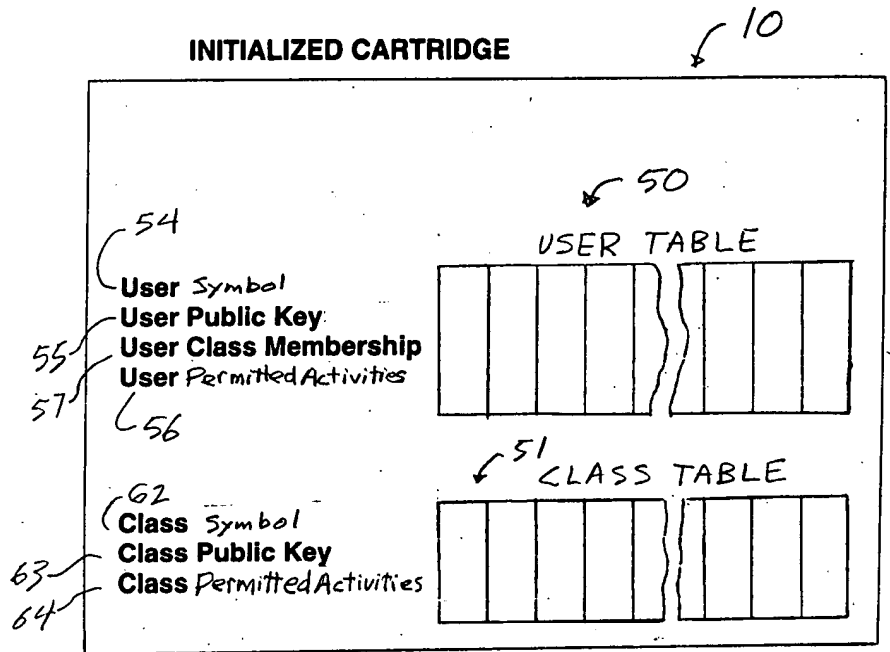 10
INITIALIZED CARTRIDGE
50
54
USER TABLE
User Symbol
User Public Key
55
User Class Membership
57
User Permitted Activities
56
51
CLASS TABLE
62
Class Symbol
Class Public Key
63
Class Permitted Activities
64